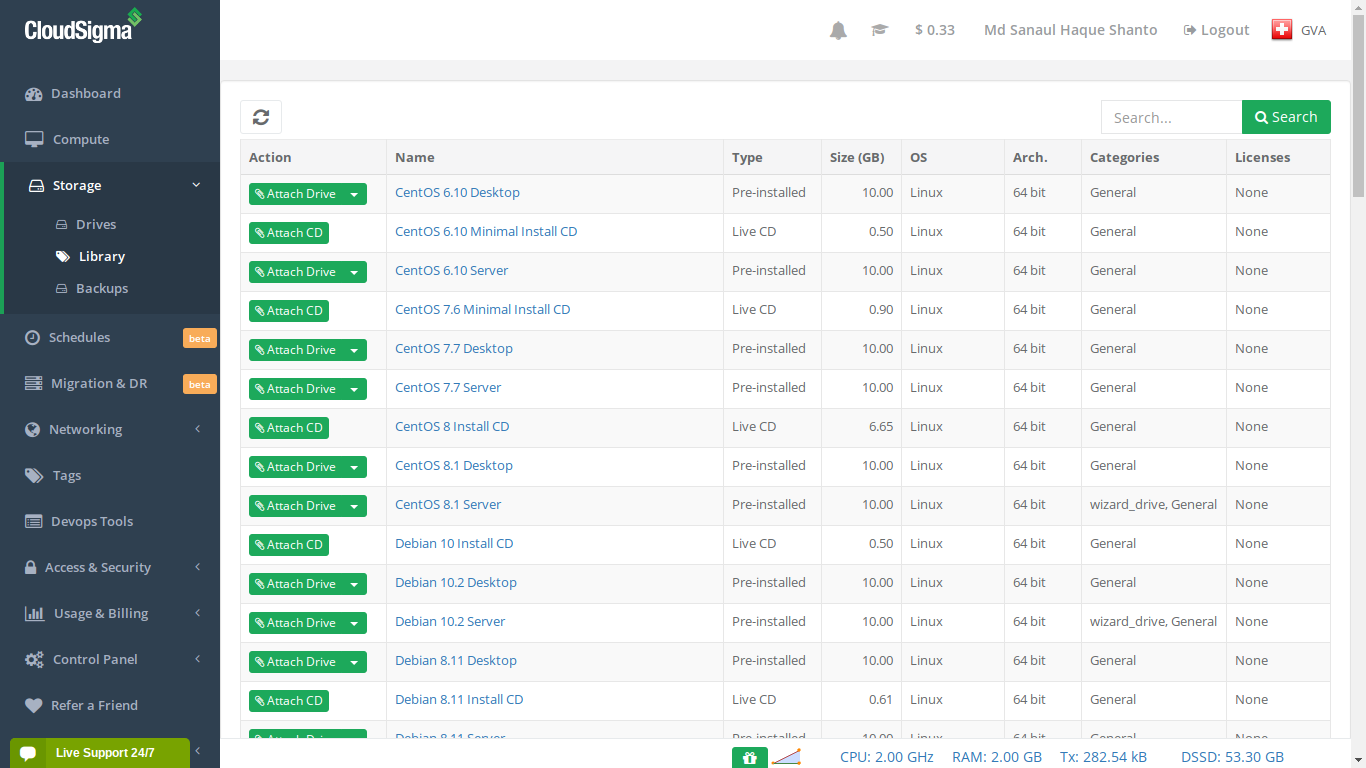 CloudSigma
$ 0.33 Md Sanaul Haque Shanto Logout GVA
Dashboard
Compute
Storage
Drives
Library
Backups
Schedules beta
Migration & DR beta
Networking
Tags
Devops Tools
Access & Security
Usage & Billing
Control Panel
Refer a Friend
Live Support 24/7
Search... Search
Action Name Type Size (GB) OS Arch. Categories Licenses
Attach Drive CentOS 6.10 Desktop Pre-installed 10.00 Linux 64 bit General None
Attach CD CentOS 6.10 Minimal Install CD Live CD 0.50 Linux 64 bit General None
Attach Drive CentOS 6.10 Server Pre-installed 10.00 Linux 64 bit General None
Attach CD CentOS 7.6 Minimal Install CD Live CD 0.90 Linux 64 bit General None
Attach Drive CentOS 7.7 Desktop Pre-installed 10.00 Linux 64 bit General None
Attach Drive CentOS 7.7 Server Pre-installed 10.00 Linux 64 bit General None
Attach CD CentOS 8 Install CD Live CD 6.65 Linux 64 bit General None
Attach Drive CentOS 8.1 Desktop Pre-installed 10.00 Linux 64 bit General None
Attach Drive CentOS 8.1 Server Pre-installed 10.00 Linux 64 bit wizard_drive, General None
Attach CD Debian 10 Install CD Live CD 0.50 Linux 64 bit General None
Attach Drive Debian 10.2 Desktop Pre-installed 10.00 Linux 64 bit General None
Attach Drive Debian 10.2 Server Pre-installed 10.00 Linux 64 bit wizard_drive, General None
Attach Drive Debian 8.11 Desktop Pre-installed 10.00 Linux 64 bit General None
Attach CD Debian 8.11 Install CD Live CD 0.61 Linux 64 bit General None
Attach Drive Debian 8.11 Server Pre-installed 10.00 Linux 64 bit General None
CPU: 2.00 GHz RAM: 2.00 GB Tx: 282.54 kB DSSD: 53.30 GB